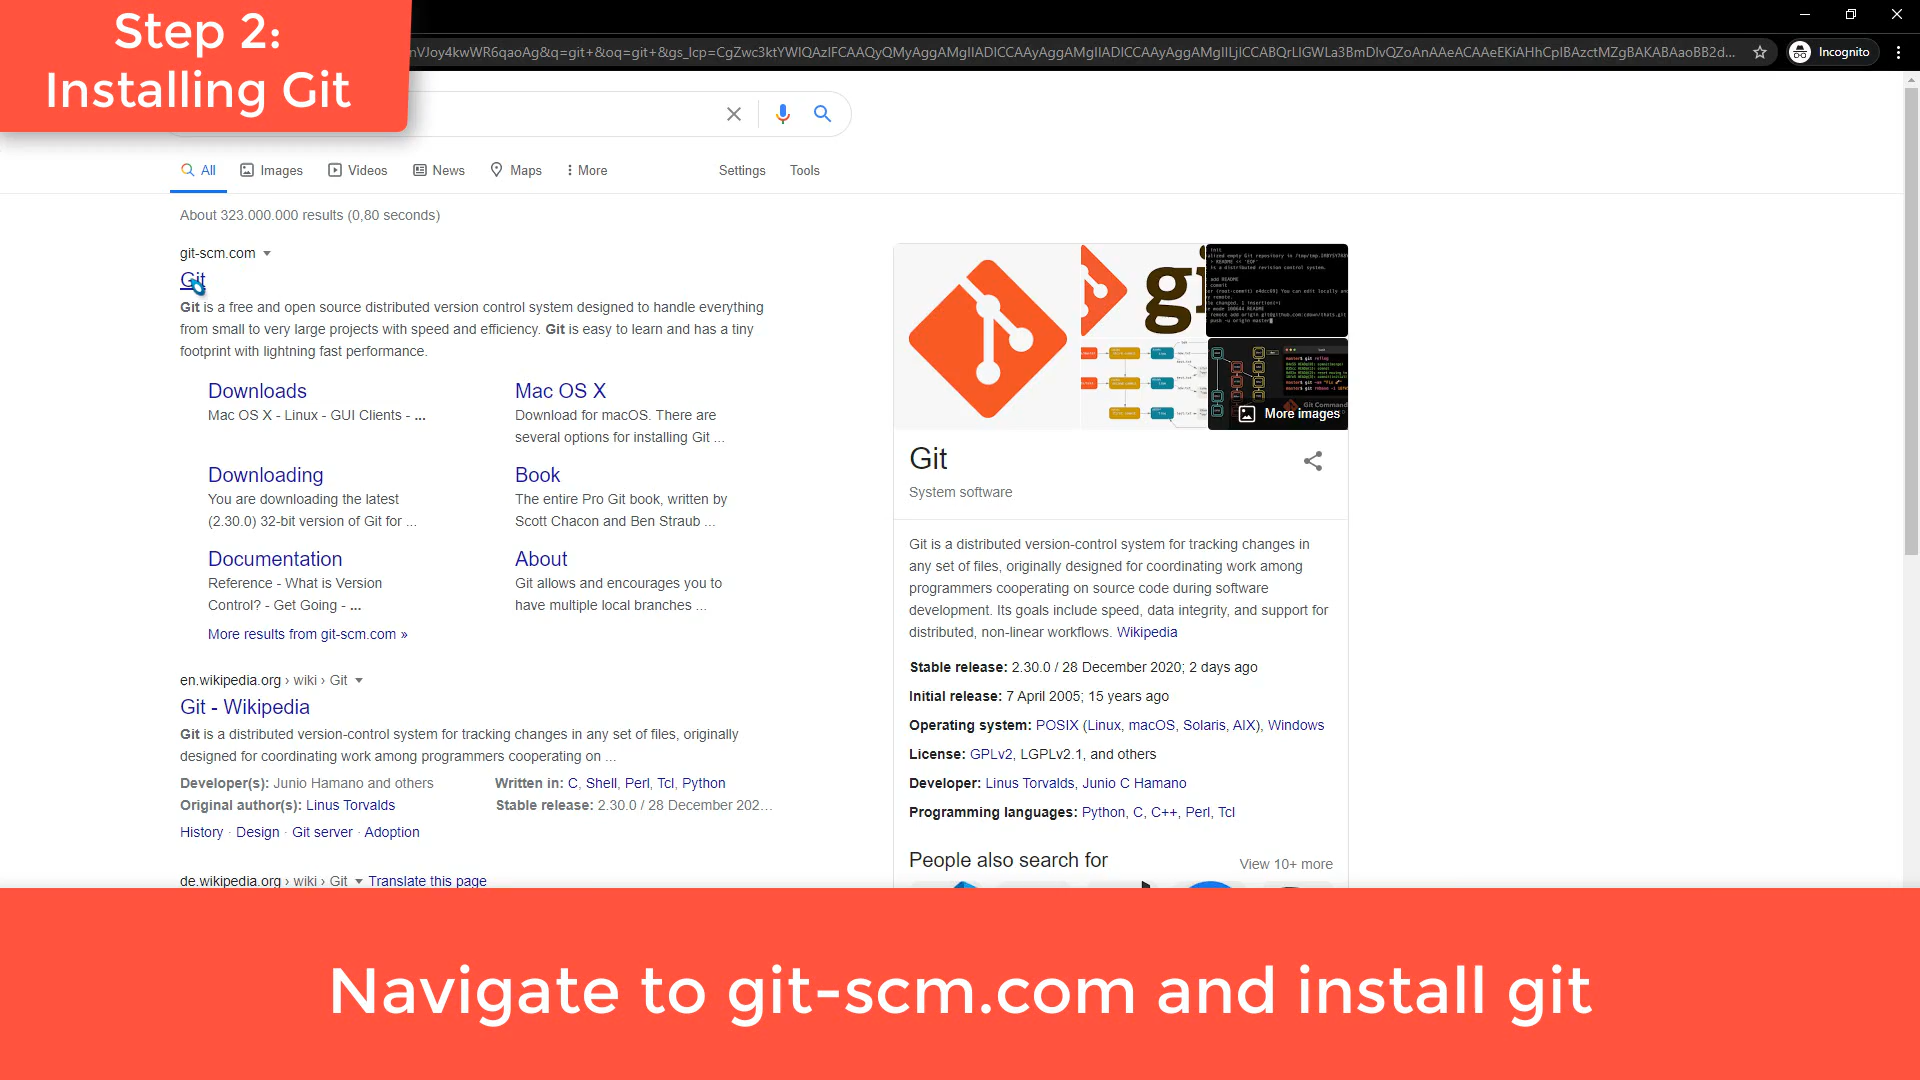 Step 2:
Installing Git
nVJoy4kwWR6qaoAg&q=git+&oq=git+&gs_lcp=CgZwc3ktYWIQAzIFCAAQyQMyAggAMgIIADICCAAyAggAMgIIADICCAAyAggAMgIILjICCABQrLIGWLa3BmDlvQZoAnAAeACAAeEKiAHhCpIBAzctMZgBAKABAaoBB2d...
Incognito
All
Images
Videos
News
Maps
More
Settings
Tools
About 323.000.000 results (0,80 seconds)
git-scm.com
Git
Git is a free and open source distributed version control system designed to handle everything
from small to very large projects with speed and efficiency. Git is easy to learn and has a tiny
footprint with lightning fast performance.
Downloads
Mac OS X - Linux - GUI Clients - ...
Mac OS X
Download for macOS. There are
several options for installing Git ...
Downloading
You are downloading the latest
(2.30.0) 32-bit version of Git for ...
Book
The entire Pro Git book, written by
Scott Chacon and Ben Straub ...
Documentation
Reference - What is Version
Control? - Get Going - ...
About
Git allows and encourages you to
have multiple local branches ...
More results from git-scm.com »
en.wikipedia.org › wiki › Git
Git - Wikipedia
Git is a distributed version-control system for tracking changes in any set of files, originally
designed for coordinating work among programmers cooperating on ...
Developer(s): Junio Hamano and others
Written in: C, Shell, Perl, Tcl, Python
Original author(s): Linus Torvalds
Stable release: 2.30.0 / 28 December 202...
History · Design · Git server · Adoption
de.wikipedia.org › wiki › Git
Translate this page
More images
Git
System software
Git is a distributed version-control system for tracking changes in
any set of files, originally designed for coordinating work among
programmers cooperating on source code during software
development. Its goals include speed, data integrity, and support for
distributed, non-linear workflows. Wikipedia
Stable release: 2.30.0 / 28 December 2020; 2 days ago
Initial release: 7 April 2005; 15 years ago
Operating system: POSIX (Linux, macOS, Solaris, AIX), Windows
License: GPLv2, LGPLv2.1, and others
Developer: Linus Torvalds, Junio C Hamano
Programming languages: Python, C, C++, Perl, Tcl
People also search for
View 10+ more
Navigate to git-scm.com and install git